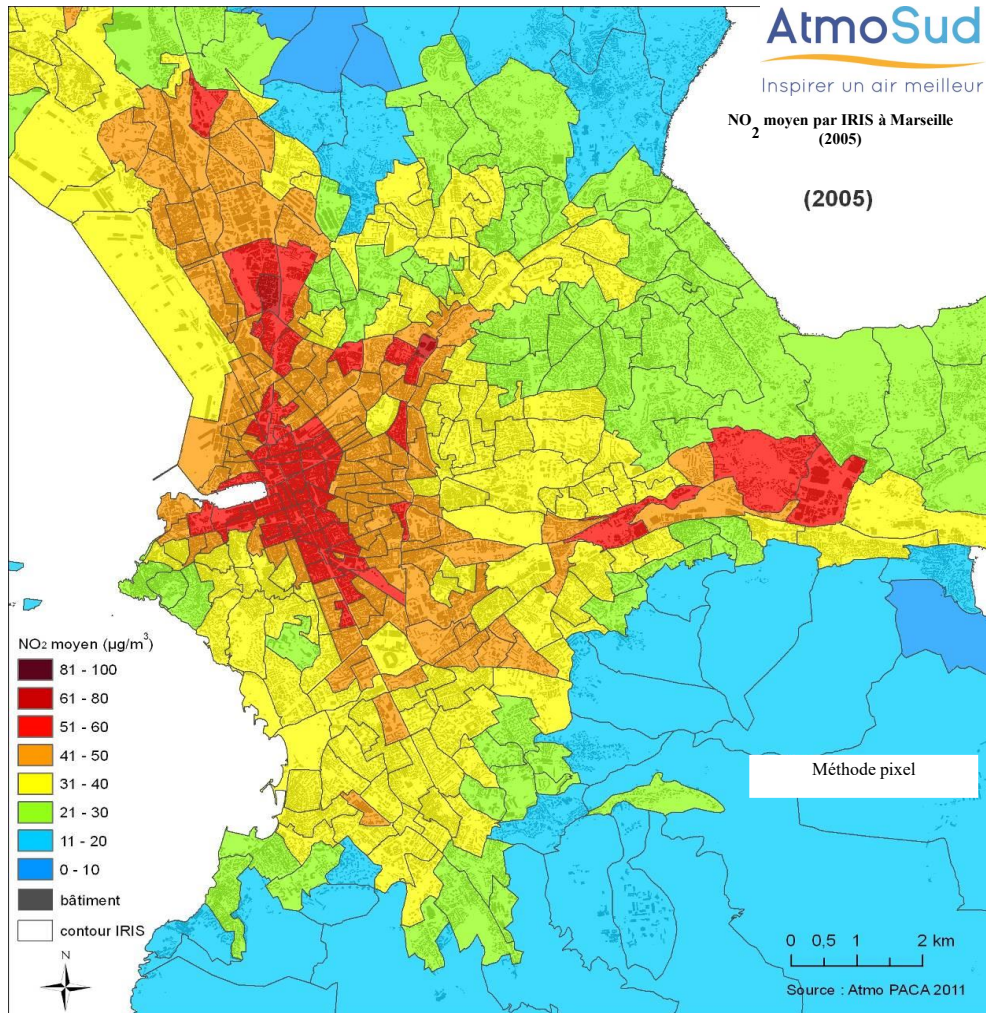 AtmoSud
Inspirer un air meilleur
NO2 moyen par IRIS à Marseille
(2005)
(2005)
NO2 moyen (µg/m³)
81 - 100
61 - 80
51 - 60
41 - 50
31 - 40
21 - 30
11 - 20
0 - 10
bâtiment
contour IRIS
N
Méthode pixel
0 0,5 1 2 km
Source : Atmo PACA 2011